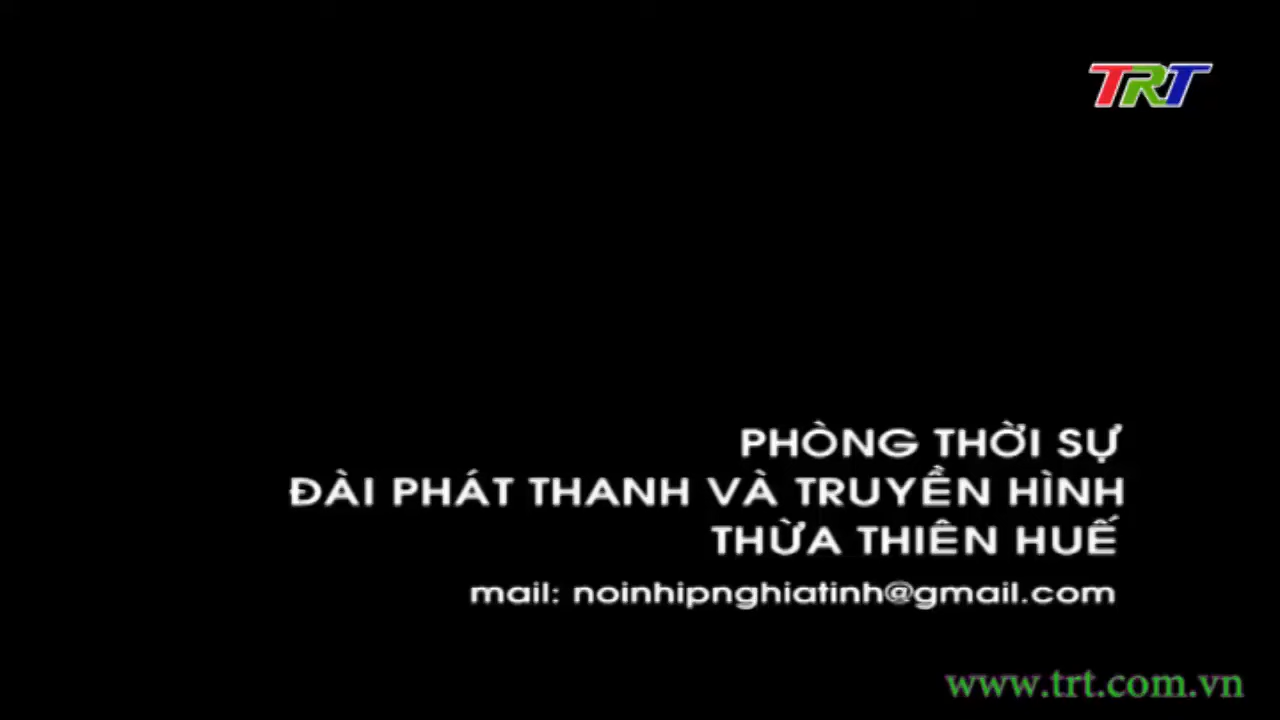 TRT
PHÒNG THỜI SỰ
ĐÀI PHÁT THANH VÀ TRUYỀN HÌNH
THỪA THIÊN HUẾ
mail: noinhipnghiatinh@gmail.com
www.trt.com.vn